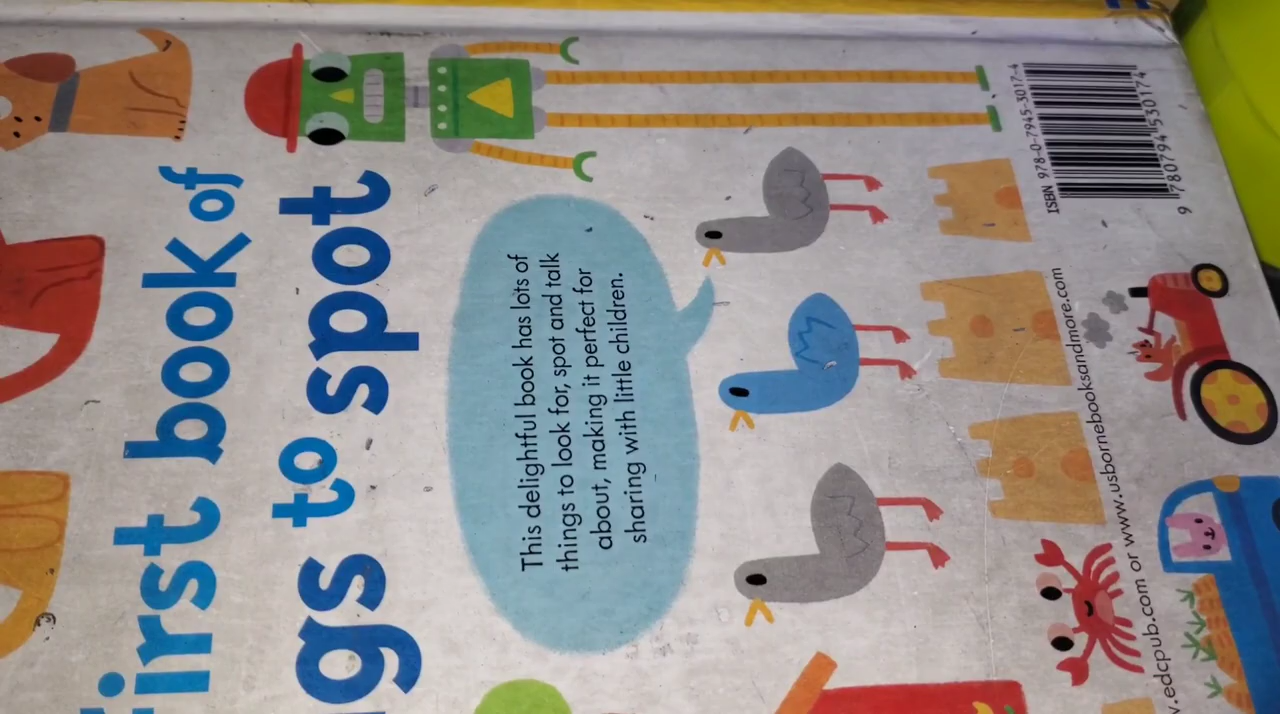 first book of
gs to spot
This delightful book has lots of
things to look for, spot and talk
about, making it perfect for
sharing with little children.
.edcpub.com or www.usbornebooksandmore.com
ISBN 978-0-7945-3017-4
9 780794 530174